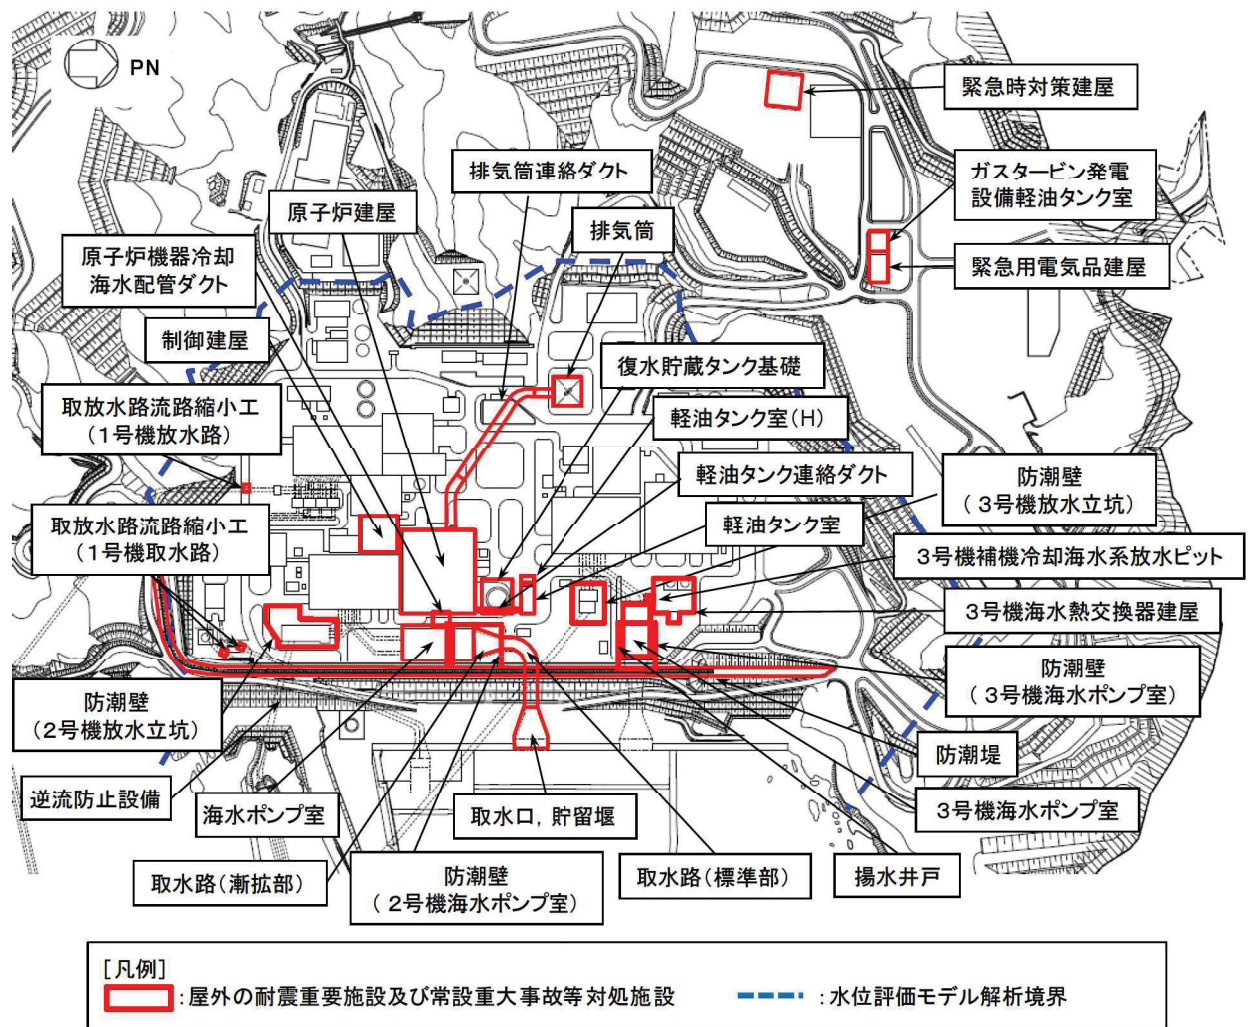 PN
緊急時対策建屋
排気筒連絡ダクト
ガスタービン発電
設備軽油タンク室
原子炉建屋
排気筒
原子炉機器冷却
海水配管ダクト
緊急用電気品建屋
制御建屋
復水貯蔵タンク基礎
取放水路流路縮小工
(1号機放水路)
軽油タンク室(H)
軽油タンク連絡ダクト
防潮壁
(3号機放水立坑)
取放水路流路縮小工
(1号機取水路)
軽油タンク室
3号機補機冷却海水系放水ピット
3号機海水熱交換器建屋
防潮壁
(3号機海水ポンプ室)
防潮壁
(2号機放水立坑)
防潮堤
逆流防止設備
海水ポンプ室
取水口,貯留堰
3号機海水ポンプ室
取水路(漸拡部)
防潮壁
(2号機海水ポンプ室)
取水路(標準部)
揚水井戸
[凡例]
:屋外の耐震重要施設及び常設重大事故等対処施設
:水位評価モデル解析境界